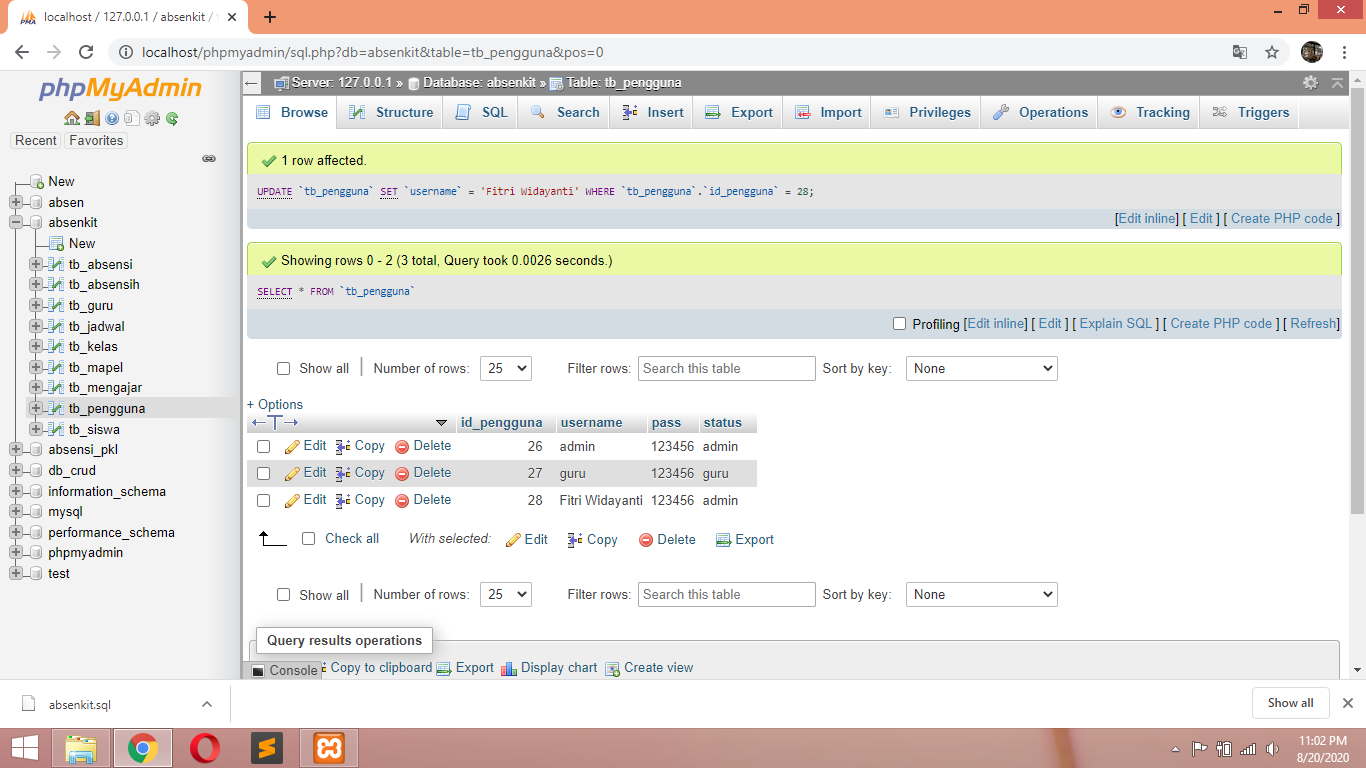 localhost / 127.0.0.1 / absenkit / t
localhost/phpmyadmin/sql.php?db=absenkit&table=tb_pengguna&pos=0
phpMyAdmin
Recent Favorites
New
absen
absenkit
New
tb_absensi
tb_absensih
tb_guru
tb_jadwal
tb_kelas
tb_mapel
tb_mengajar
tb_pengguna
tb_siswa
absensi_pkl
db_crud
information_schema
mysql
performance_schema
phpmyadmin
test
Server: 127.0.0.1 » Database: absenkit » Table: tb_pengguna
Browse Structure SQL Search Insert Export Import Privileges Operations Tracking Triggers
1 row affected.
UPDATE `tb_pengguna` SET `username` = 'Fitri Widayanti' WHERE `tb_pengguna`.`id_pengguna` = 28;
[Edit inline] [ Edit ] [ Create PHP code ]
Showing rows 0 - 2 (3 total, Query took 0.0026 seconds.)
SELECT * FROM `tb_pengguna`
Profiling [Edit inline] [ Edit ] [ Explain SQL ] [ Create PHP code ] [ Refresh]
Show all | Number of rows: 25 Filter rows: Search this table Sort by key: None
+ Options
←T→ id_pengguna username pass status
Edit Copy Delete 26 admin 123456 admin
Edit Copy Delete 27 guru 123456 guru
Edit Copy Delete 28 Fitri Widayanti 123456 admin
Check all With selected: Edit Copy Delete Export
Show all | Number of rows: 25 Filter rows: Search this table Sort by key: None
Query results operations
Console Copy to clipboard Export Display chart Create view
absenkit.sql
Show all
11:02 PM
8/20/2020